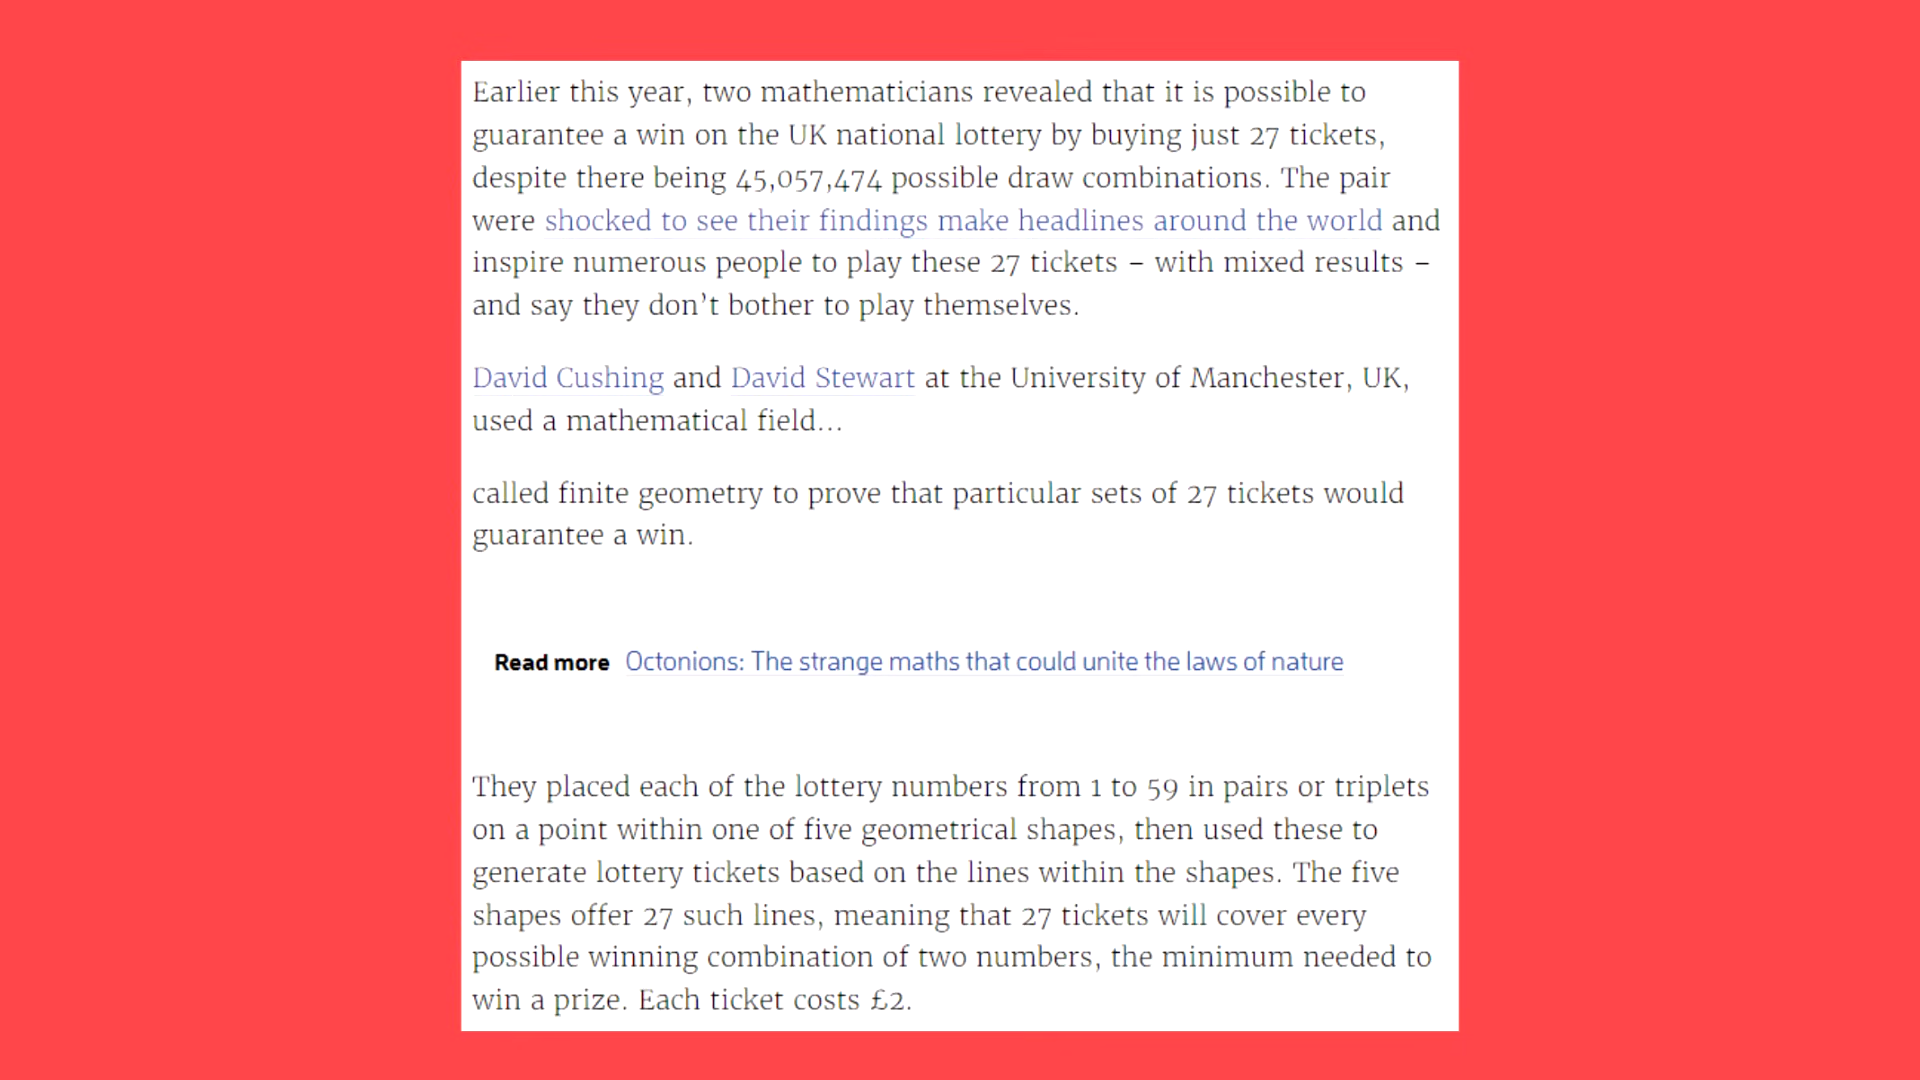 Earlier this year, two mathematicians revealed that it is possible to
guarantee a win on the UK national lottery by buying just 27 tickets,
despite there being 45,057,474 possible draw combinations. The pair
were shocked to see their findings make headlines around the world and
inspire numerous people to play these 27 tickets – with mixed results –
and say they don’t bother to play themselves.
David Cushing and David Stewart at the University of Manchester, UK,
used a mathematical field…
called finite geometry to prove that particular sets of 27 tickets would
guarantee a win.
Read more Octonions: The strange maths that could unite the laws of nature
They placed each of the lottery numbers from 1 to 59 in pairs or triplets
on a point within one of five geometrical shapes, then used these to
generate lottery tickets based on the lines within the shapes. The five
shapes offer 27 such lines, meaning that 27 tickets will cover every
possible winning combination of two numbers, the minimum needed to
win a prize. Each ticket costs £2.